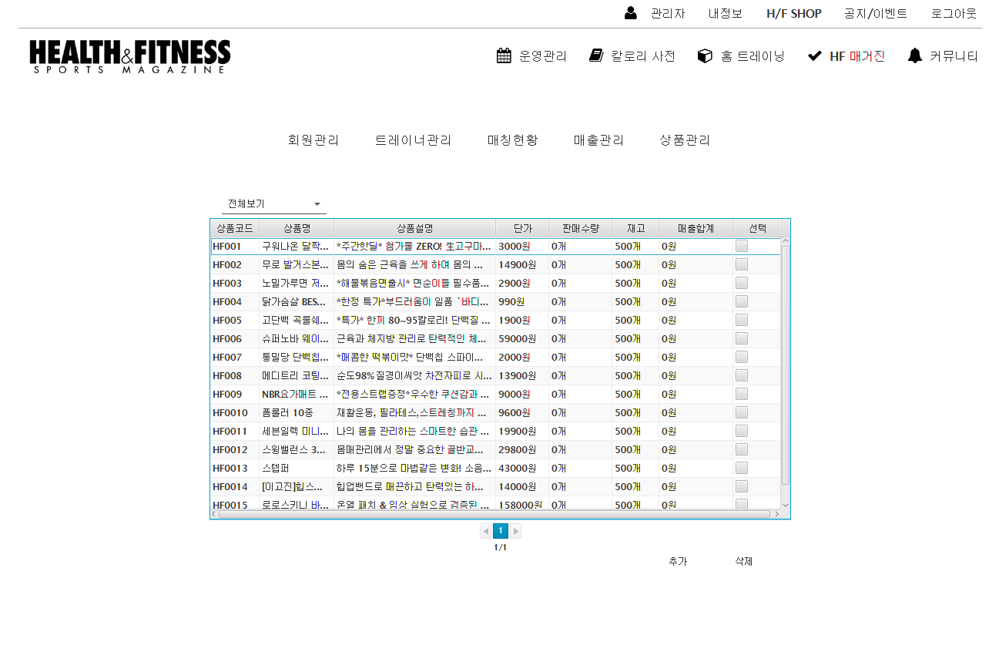 관리자 내정보 H/F SHOP 공지/이벤트 로그아웃
HEALTH&FITNESS
SPORTS MAGAZINE
운영관리 칼로리 사전 홈 트레이닝 HF 매거진 커뮤니티
회원관리 트레이너관리 매칭현황 매출관리 상품관리
전체보기
상품코드 상품명 상품설명 단가 판매수량 재고 매출합계 선택
HF001 구워나온 달짝... *주간핫딜* 첨가물 ZERO! 生고구마... 3000원 0개 500개 0원
HF002 무로 발거스본... 몸의 숨은 근육을 쓰게 하며 몸의 ... 14900원 0개 500개 0원
HF003 노밀가루면 저... *해물볶음면출시* 면순이들 필수품... 2900원 0개 500개 0원
HF004 닭가슴살 BES... *한정 특가*부드러움이 일품 `바디... 990원 0개 500개 0원
HF005 고단백 곡물쉐... *특가* 한끼 80~95칼로리! 단백질 ... 1900원 0개 500개 0원
HF006 슈퍼노바 웨이... 근육과 체지방 관리로 탄력적인 체... 59000원 0개 500개 0원
HF007 통밀당 단백칩... *매콤한 떡볶이맛* 단백칩 스파이... 2000원 0개 500개 0원
HF008 메디트리 코팅... 순도98%질경이씨앗 차전자피로 시... 13900원 0개 500개 0원
HF009 NBR요가매트 ... *전용스트랩증정*우수한 쿠션감과 ... 9000원 0개 500개 0원
HF0010 폼롤러 10종 재활운동, 필라테스,스트레칭까지 ... 9600원 0개 500개 0원
HF0011 세븐일렉 미니... 나의 몸을 관리하는 스마트한 습관 ... 19900원 0개 500개 0원
HF0012 스윙밸런스 3... 몸매관리에서 정말 중요한 골반교... 29800원 0개 500개 0원
HF0013 스텝퍼 하루 15분으로 마법같은 변화! 소음... 43000원 0개 500개 0원
HF0014 [이고진]힙스... 힙업밴드로 매끈하고 탄력있는 하... 14000원 0개 500개 0원
HF0015 로로스키니 바... 온열 패치 & 임상 실험으로 검증된 ... 158000원 0개 500개 0원
1
1/1
추가 삭제